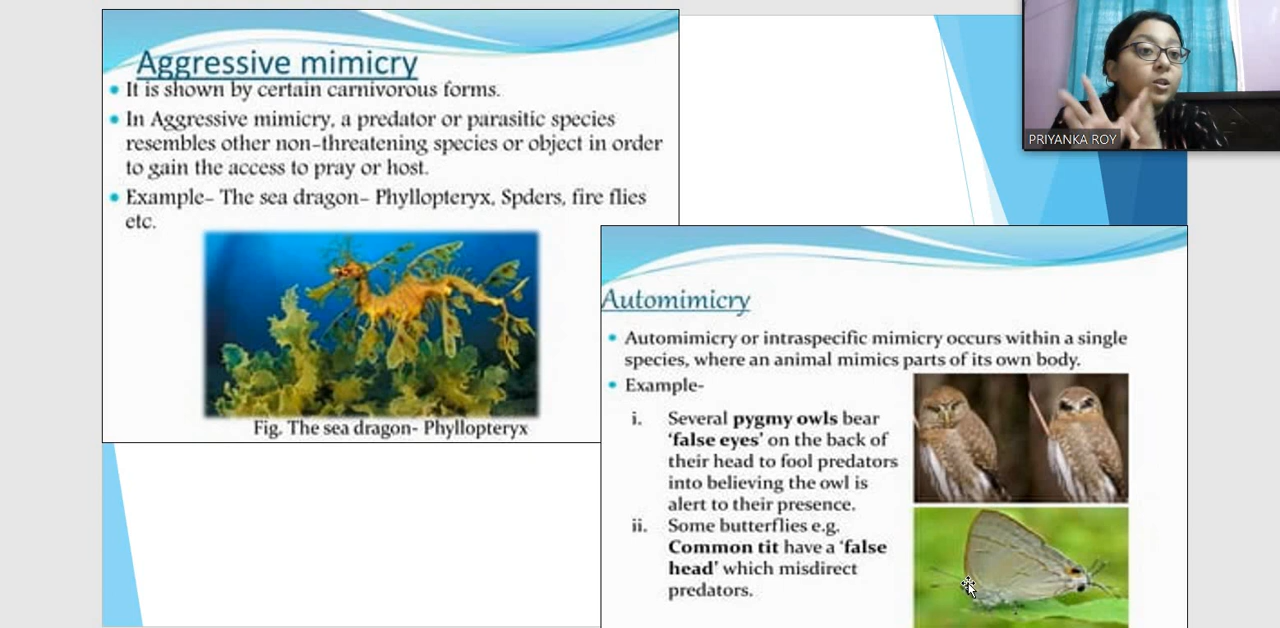 Aggressive mimicry
It is shown by certain carnivorous forms.
In Aggressive mimicry, a predator or parasitic species
resembles other non-threatening species or object in order
to gain the access to pray or host.
Example- The sea dragon- Phyllopteryx, Spders, fire flies
etc.
Fig. The sea dragon- Phyllopteryx
PRIYANKA ROY
Automimicry
Automimicry or intraspecific mimicry occurs within a single
species, where an animal mimics parts of its own body.
Example-
i. Several pygmy owls bear
‘false eyes’ on the back of
their head to fool predators
into believing the owl is
alert to their presence.
ii. Some butterflies e.g.
Common tit have a ‘false
head’ which misdirect
predators.